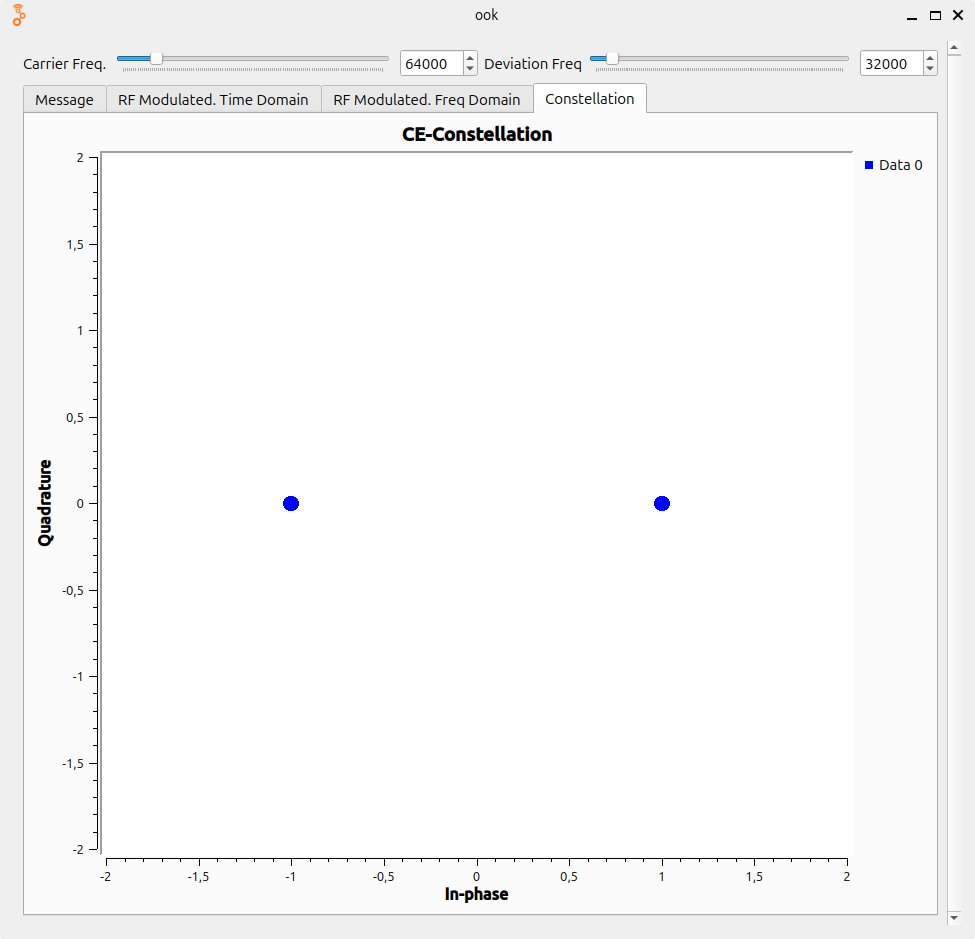 ook
Carrier Freq. 64000 Deviation Freq 32000
Message RF Modulated. Time Domain RF Modulated. Freq Domain Constellation
CE-Constellation
Data 0
2
1,5
1
0,5
0
-0,5
-1
-1,5
-2
Quadrature
-2 -1,5 -1 -0,5 0 0,5 1 1,5 2
In-phase